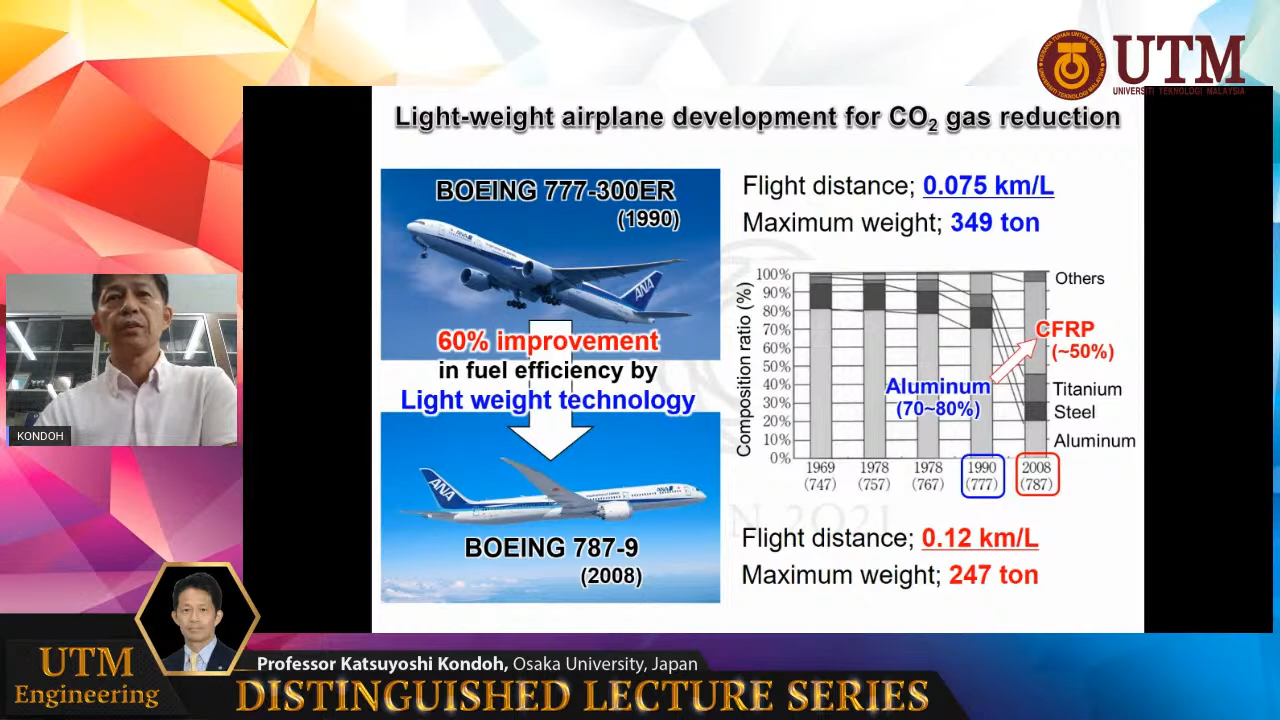 UTM
UNIVERSITI TEKNOLOGI MALAYSIA
Light-weight airplane development for CO₂ gas reduction
BOEING 777-300ER
(1990)
ANA
60% improvement
in fuel efficiency by
Light weight technology
ANA
BOEING 787-9
(2008)
Flight distance; 0.075 km/L
Maximum weight; 349 ton
Composition ratio (%)
100%
90%
80%
70%
60%
50%
40%
30%
20%
10%
0%
Others
CFRP
(~50%)
Aluminum
(70~80%)
Titanium
Steel
Aluminum
1969 1978 1978 1990 2008
(747) (757) (767) (777) (787)
Flight distance; 0.12 km/L
Maximum weight; 247 ton
KONDOH
UTM
Engineering
Professor Katsuyoshi Kondoh, Osaka University, Japan
DISTINGUISHED LECTURE SERIES